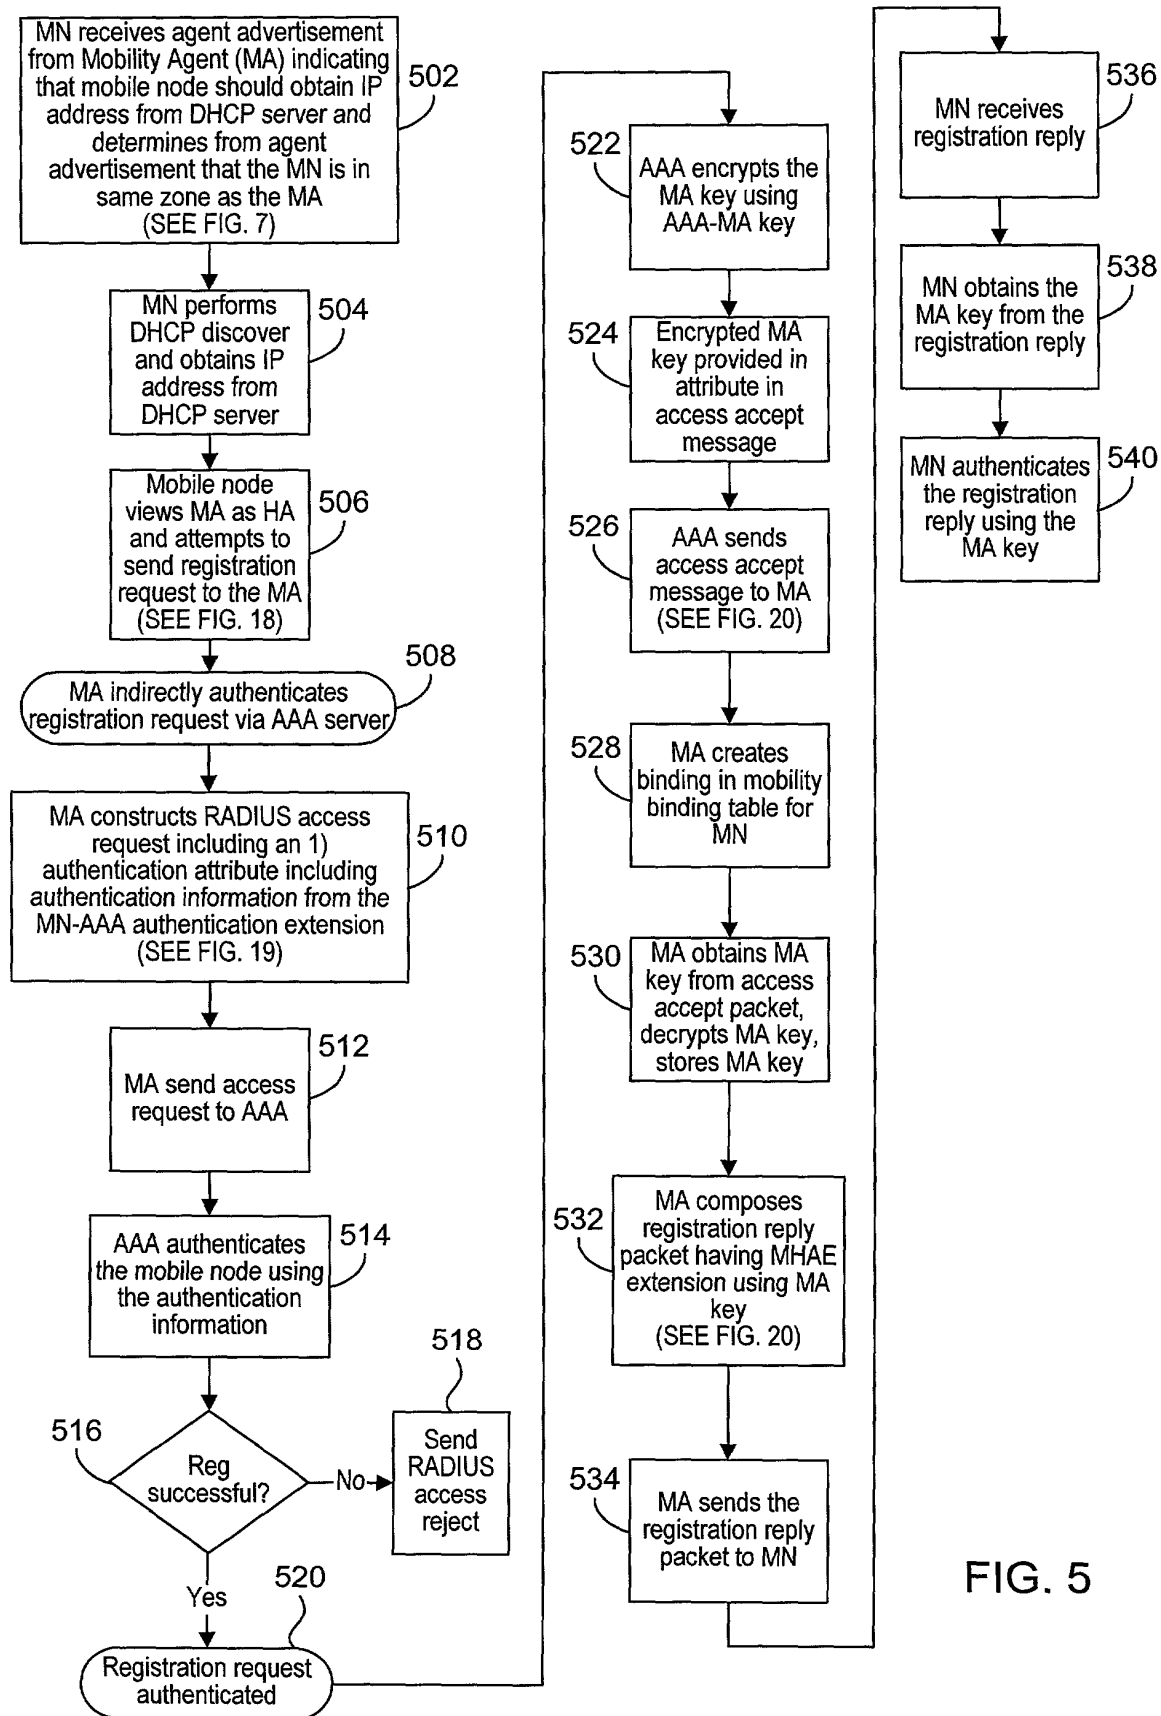 MN receives agent advertisement
from Mobility Agent (MA) indicating
that mobile node should obtain IP
address from DHCP server and
determines from agent
advertisement that the MN is in
same zone as the MA
(SEE FIG. 7)
502
MN performs
DHCP discover
and obtains IP
address from
DHCP server
504
Mobile node
views MA as HA
and attempts to
send registration
request to the MA
(SEE FIG. 18)
506
MA indirectly authenticates
registration request via AAA server
508
MA constructs RADIUS access
request including an 1)
authentication attribute including
authentication information from the
MN-AAA authentication extension
(SEE FIG. 19)
510
MA send access
request to AAA
512
AAA authenticates
the mobile node using
the authentication
information
514
516
Reg
successful?
No
518
Send
RADIUS
access
reject
Yes
520
Registration request
authenticated
522
AAA encrypts the
MA key using
AAA-MA key
524
Encrypted MA
key provided in
attribute in
access accept
message
526
AAA sends
access accept
message to MA
(SEE FIG. 20)
528
MA creates
binding in mobility
binding table for
MN
530
MA obtains MA
key from access
accept packet,
decrypts MA key,
stores MA key
532
MA composes
registration reply
packet having MHAE
extension using MA
key
(SEE FIG. 20)
534
MA sends the
registration reply
packet to MN
536
MN receives
registration reply
538
MN obtains the
MA key from the
registration reply
540
MN authenticates
the registration
reply using the
MA key
FIG. 5